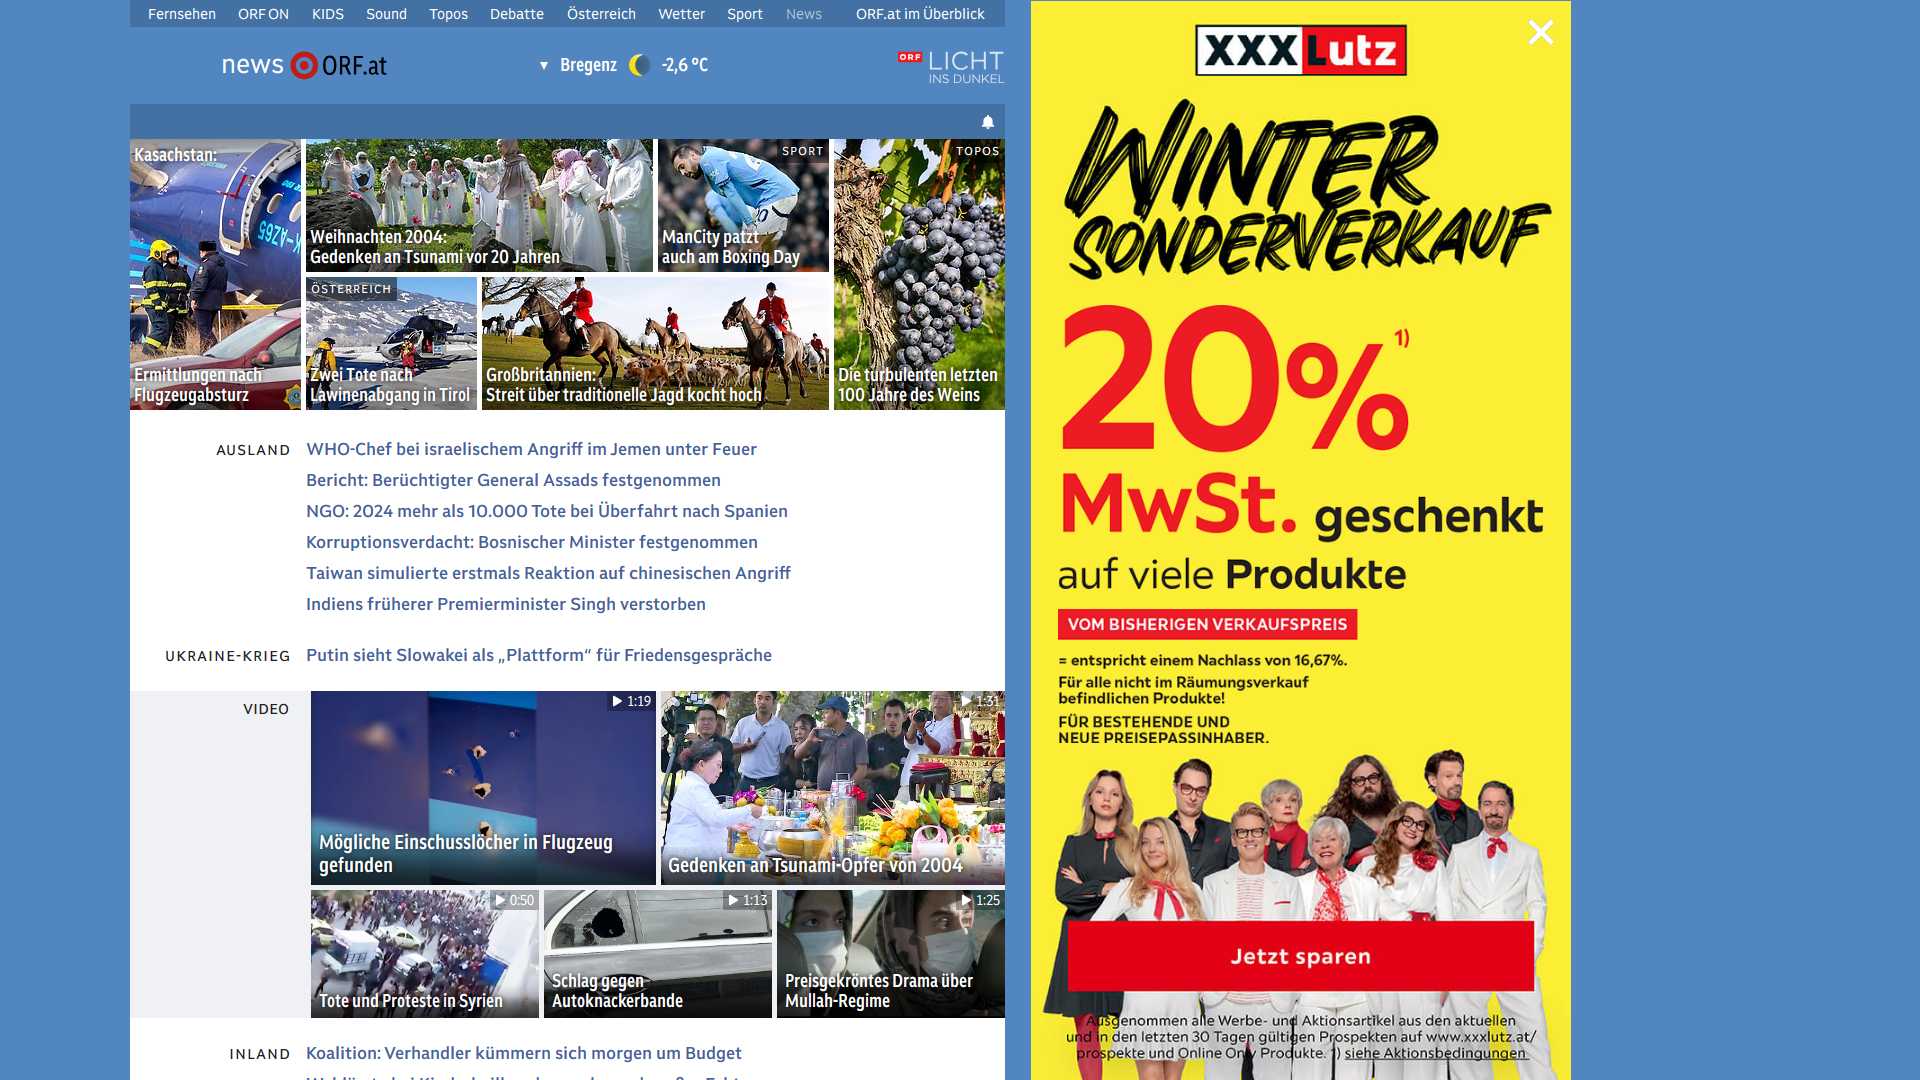 Fernsehen ORF ON KIDS Sound Topos Debatte Österreich Wetter Sport News ORF.at im Überblick
news ORF.at
▼ Bregenz -2,6 °C
ORF LICHT
INS DUNKEL
Kasachstan:
Ermittlungen nach
Flugzeugabsturz
Weihnachten 2004:
Gedenken an Tsunami vor 20 Jahren
SPORT
ManCity patzt
auch am Boxing Day
TOPOS
Die turbulenten letzten
100 Jahre des Weins
ÖSTERREICH
Zwei Tote nach
Lawinenabgang in Tirol
Großbritannien:
Streit über traditionelle Jagd kocht hoch
AUSLAND
WHO-Chef bei israelischem Angriff im Jemen unter Feuer
Bericht: Berüchtigter General Assads festgenommen
NGO: 2024 mehr als 10.000 Tote bei Überfahrt nach Spanien
Korruptionsverdacht: Bosnischer Minister festgenommen
Taiwan simulierte erstmals Reaktion auf chinesischen Angriff
Indiens früherer Premierminister Singh verstorben
UKRAINE-KRIEG
Putin sieht Slowakei als „Plattform“ für Friedensgespräche
VIDEO
1:19
Mögliche Einschusslöcher in Flugzeug
gefunden
1:31
Gedenken an Tsunami-Opfer von 2004
0:50
Tote und Proteste in Syrien
1:13
Schlag gegen
Autoknackerbande
1:25
Preisgekröntes Drama über
Mullah-Regime
INLAND
Koalition: Verhandler kümmern sich morgen um Budget
XXXLutz
WINTER
SONDERVERKAUF
20% 1)
MwSt. geschenkt
auf viele Produkte
VOM BISHERIGEN VERKAUFSPREIS
= entspricht einem Nachlass von 16,67%.
Für alle nicht im Räumungsverkauf
befindlichen Produkte!
FÜR BESTEHENDE UND
NEUE PREISEPASSINHABER.
Jetzt sparen
Ausgenommen alle Werbe- und Aktionsartikel aus den aktuellen
und in den letzten 30 Tagen gültigen Prospekten auf www.xxxlutz.at/
prospekte und Online Only Produkte. 1) siehe Aktionsbedingungen